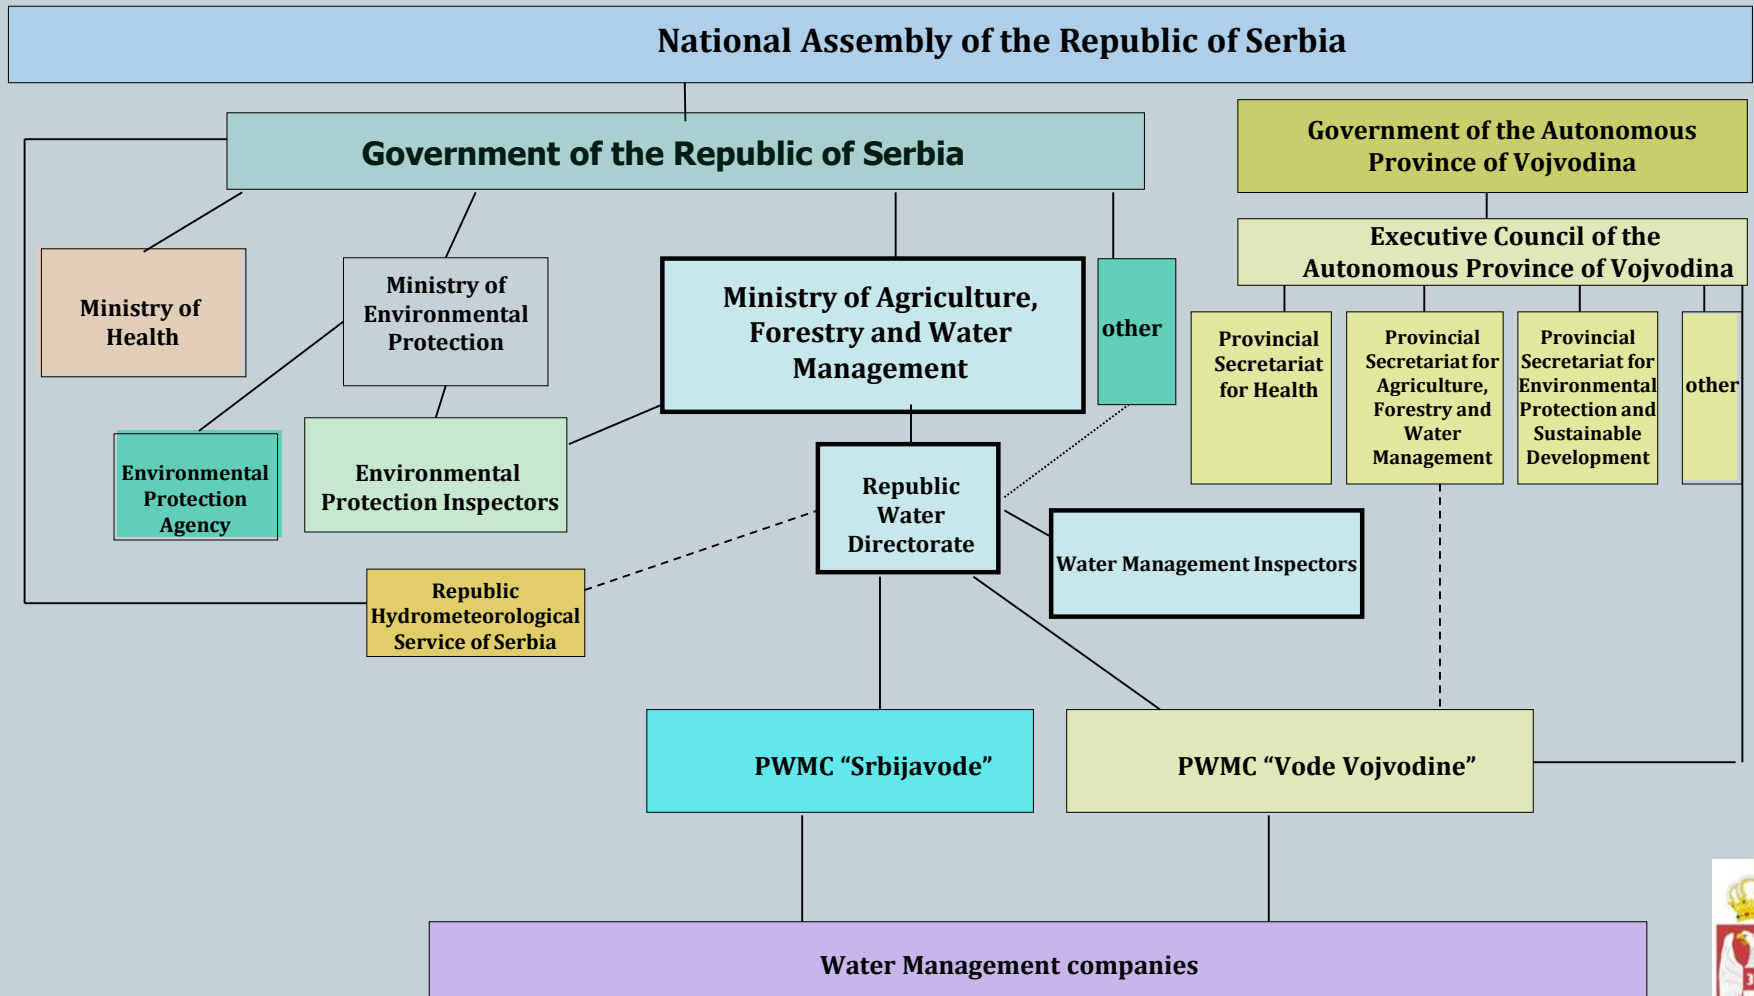 National Assembly of the Republic of Serbia
Government of the Republic of Serbia
Government of the Autonomous
Province of Vojvodina
Executive Council of the
Autonomous Province of Vojvodina
Ministry of
Health
Ministry of
Environmental
Protection
Ministry of Agriculture,
Forestry and Water
Management
other
Provincial
Secretariat
for Health
Provincial
Secretariat for
Agriculture,
Forestry and
Water
Management
Provincial
Secretariat for
Environmental
Protection and
Sustainable
Development
other
Environmental
Protection
Agency
Environmental
Protection Inspectors
Republic
Water
Directorate
Water Management Inspectors
Republic
Hydrometeorological
Service of Serbia
PWMC “Srbijavode”
PWMC “Vode Vojvodine”
Water Management companies